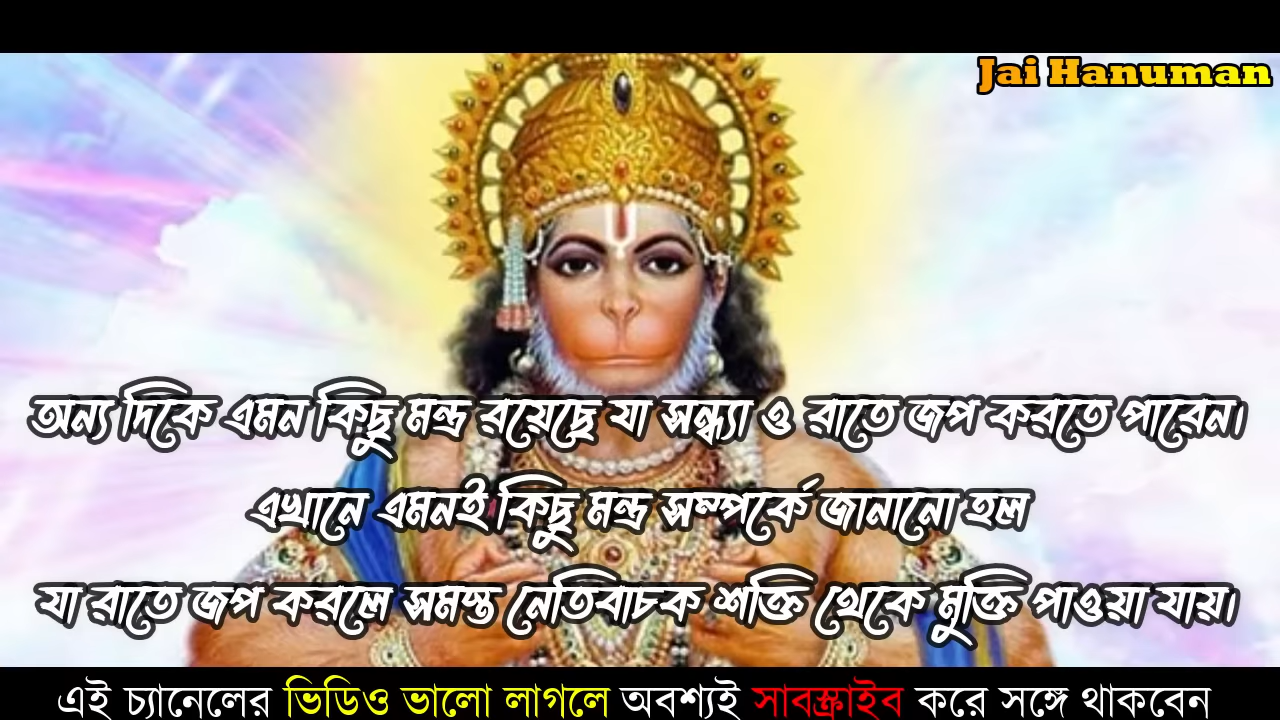 Jai Hanuman
অন্য দিকে এমন কিছু মন্ত্র রয়েছে যা সন্ধ্যা ও রাতে জপ করতে পারেন।
এখানে এমনই কিছু মন্ত্র সম্পর্কে জানানো হল
যা রাতে জপ করলে সমস্ত নেতিবাচক শক্তি থেকে মুক্তি পাওয়া যায়।
এই চ্যানেলের ভিডিও ভালো লাগলে অবশ্যই সাবস্ক্রাইব করে সঙ্গে থাকবেন